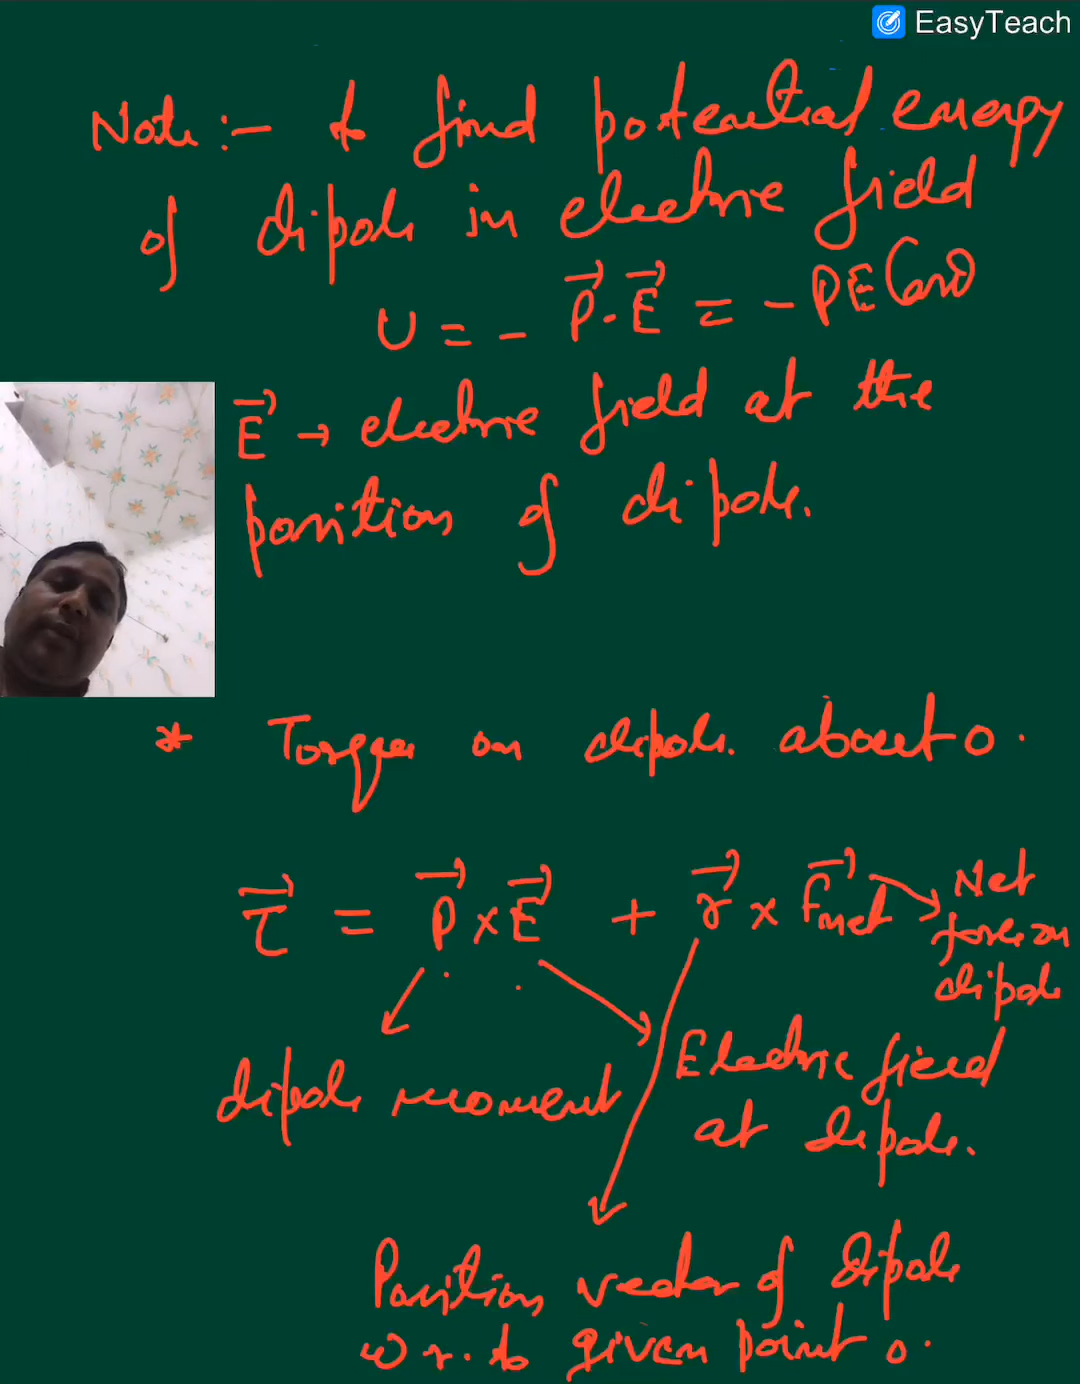 EasyTeach
Note :- to find potential energy
of dipole in electric field
U = - P⃗ . E⃗ = - PE Cosθ
E⃗ → electric field at the
position of dipole.
* Torque on dipole about O.
τ⃗ = P⃗ × E⃗ + r⃗ × F⃗net → Net
force on
dipole
dipole moment
Electric field
at dipole.
Position vector of dipole
w r. to given point O.